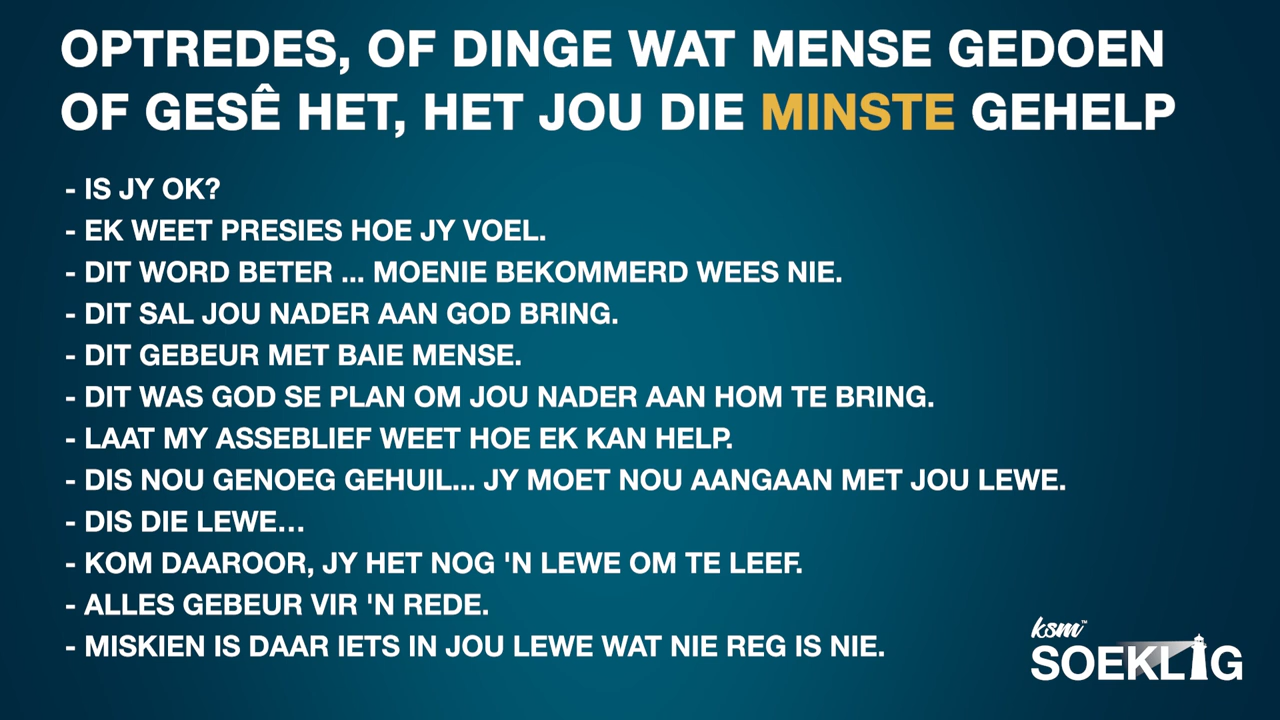 OPTREDES, OF DINGE WAT MENSE GEDOEN
OF GESÊ HET, HET JOU DIE MINSTE GEHELP
- IS JY OK?
- EK WEET PRESIES HOE JY VOEL.
- DIT WORD BETER ... MOENIE BEKOMMERD WEES NIE.
- DIT SAL JOU NADER AAN GOD BRING.
- DIT GEBEUR MET BAIE MENSE.
- DIT WAS GOD SE PLAN OM JOU NADER AAN HOM TE BRING.
- LAAT MY ASSEBLIEF WEET HOE EK KAN HELP.
- DIS NOU GENOEG GEHUIL... JY MOET NOU AANGAAN MET JOU LEWE.
- DIS DIE LEWE...
- KOM DAAROOR, JY HET NOG 'N LEWE OM TE LEEF.
- ALLES GEBEUR VIR 'N REDE.
- MISKIEN IS DAAR IETS IN JOU LEWE WAT NIE REG IS NIE.
ksm™
SOEKLIG